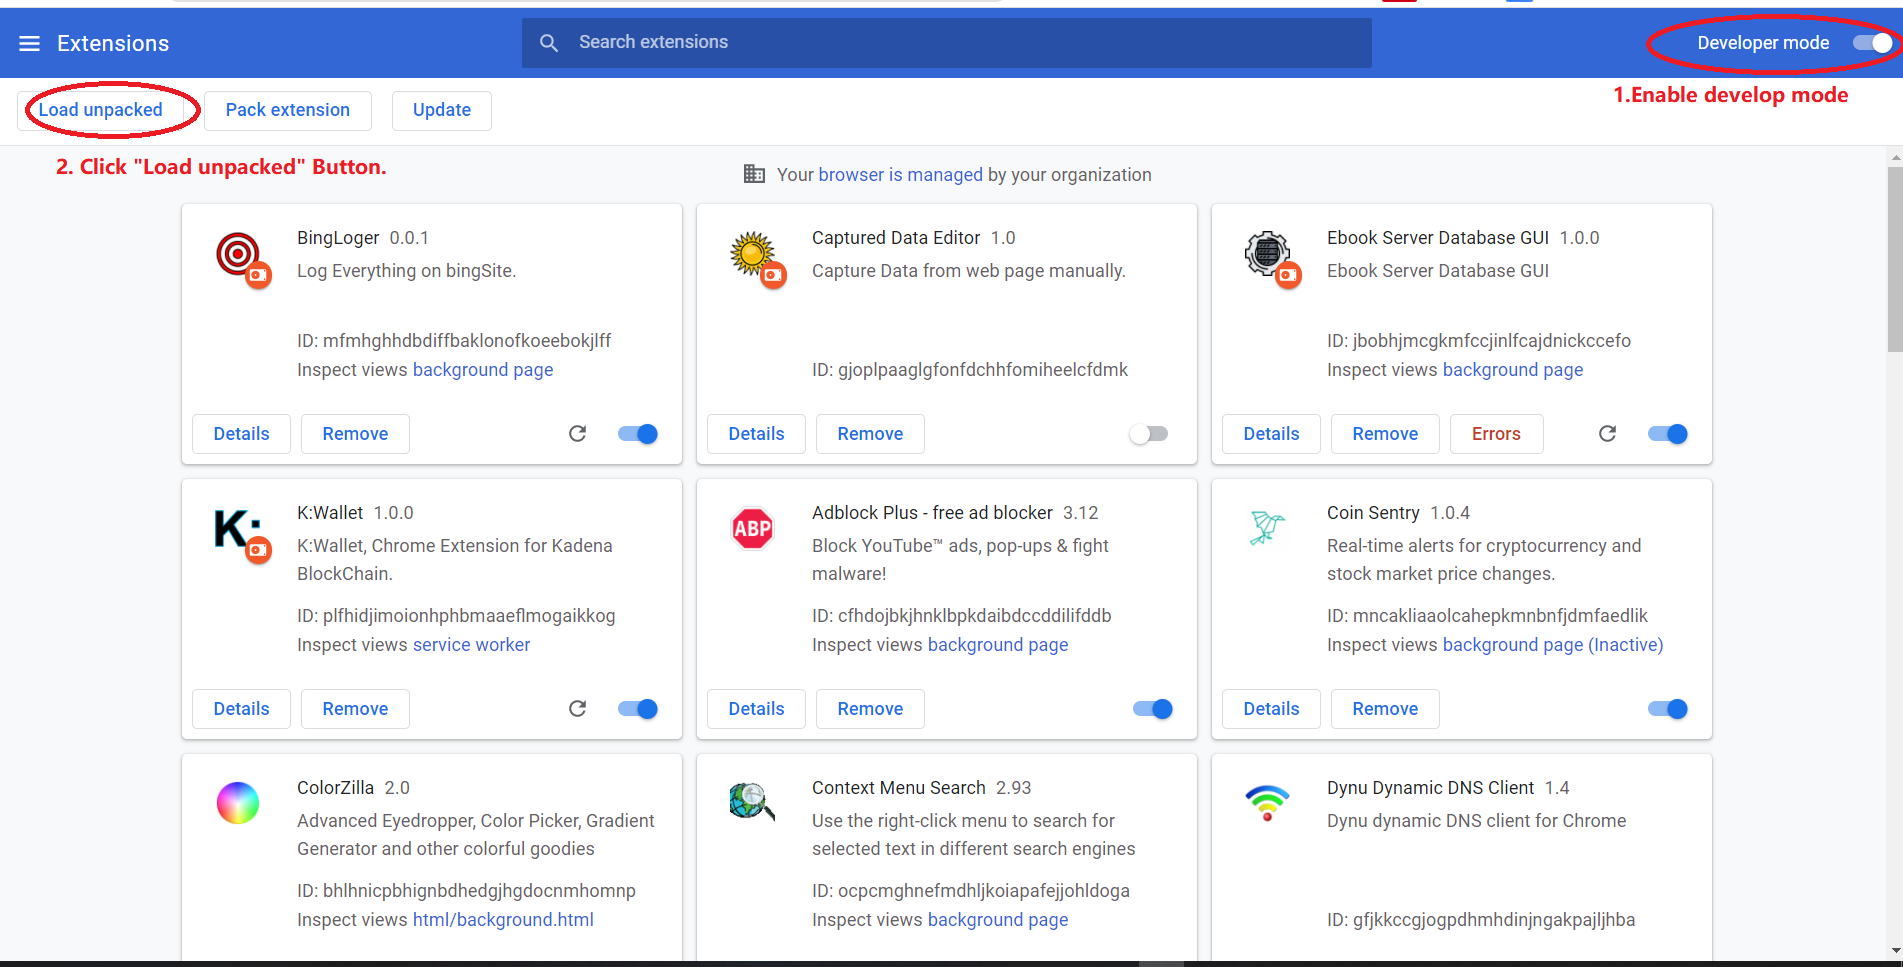 Extensions
Search extensions
Developer mode
Load unpacked
Pack extension
Update
1.Enable develop mode
2. Click "Load unpacked" Button.
Your browser is managed by your organization
BingLoger 0.0.1
Log Everything on bingSite.
ID: mfmhghhdbdiffbaklonofkoeebokjlff
Inspect views background page
Details
Remove
Captured Data Editor 1.0
Capture Data from web page manually.
ID: gjoplpaaglgfonfdchhfomiheelcfdmk
Details
Remove
Ebook Server Database GUI 1.0.0
Ebook Server Database GUI
ID: jbobhjmcgkmfccjinlfcajdnickccefo
Inspect views background page
Details
Remove
Errors
K:
K:Wallet 1.0.0
K:Wallet, Chrome Extension for Kadena
BlockChain.
ID: plfhidjimoionhphbmaaeflmogaikkog
Inspect views service worker
Details
Remove
ABP
Adblock Plus - free ad blocker 3.12
Block YouTube™ ads, pop-ups & fight
malware!
ID: cfhdojbkjhnklbpkdaibdccddilifddb
Inspect views background page
Details
Remove
Coin Sentry 1.0.4
Real-time alerts for cryptocurrency and
stock market price changes.
ID: mncakliaaolcahepkmnbnfjdmfaedlik
Inspect views background page (Inactive)
Details
Remove
ColorZilla 2.0
Advanced Eyedropper, Color Picker, Gradient
Generator and other colorful goodies
ID: bhlhnicpbhignbdhedgjhgdocnmhomnp
Inspect views html/background.html
Context Menu Search 2.93
Use the right-click menu to search for
selected text in different search engines
ID: ocpcmghnefmdhljkoiapafejjohldoga
Inspect views background page
Dynu Dynamic DNS Client 1.4
Dynu dynamic DNS client for Chrome
ID: gfjkkccgjogpdhmhdinjngakpajljhba